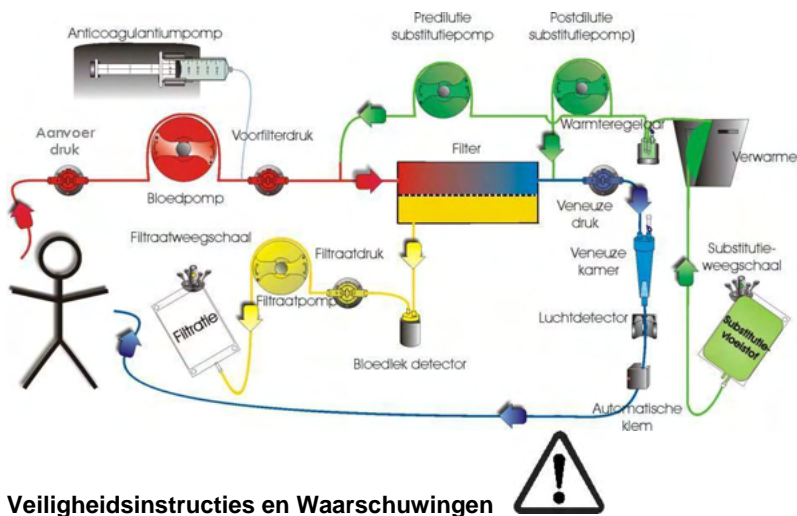 Predilutie
substitutiepomp
Postdilutie
substitutiepomp)
Anticoagulantiumpomp
Aanvoer
druk
Voorfilterdruk
Warmteregelaar
Filter
Verwarme
Bloedpomp
Veneuze
druk
Filtraatweegschaal
Filtraatdruk
Veneuze
kamer
Substitutie-
weegschaal
Filtraatpomp
Filtratie
Luchtdetector
Substitutie-
vloeistof
Bloedlek detector
Automatische
klem
Veiligheidsinstructies en Waarschuwingen